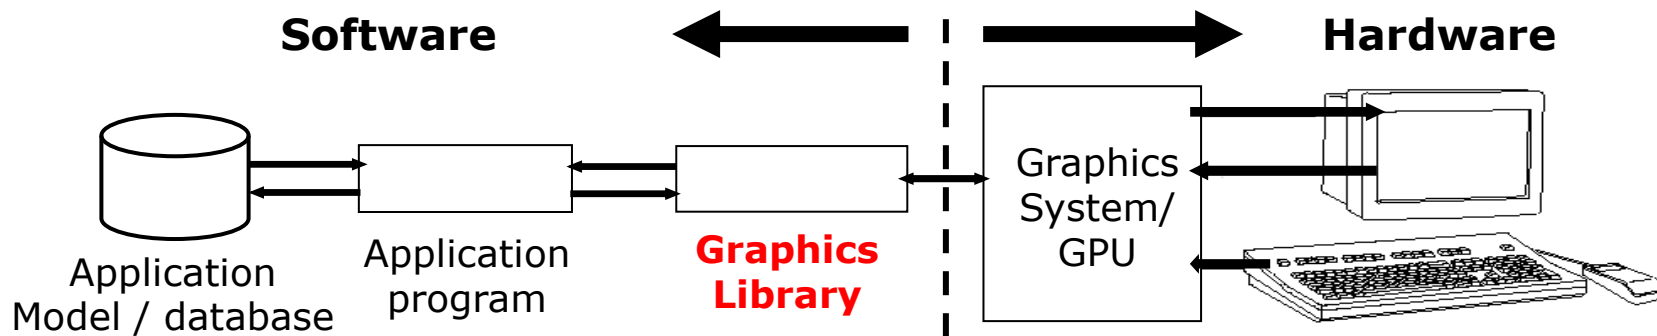 Software
Hardware
Application
Model / database
Application
program
Graphics
Library
Graphics
System/
GPU